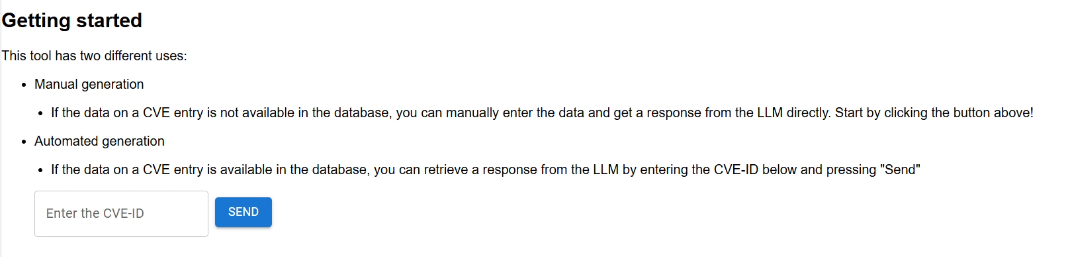 Getting started
This tool has two different uses:
• Manual generation
• If the data on a CVE entry is not available in the database, you can manually enter the data and get a response from the LLM directly. Start by clicking the button above!
• Automated generation
• If the data on a CVE entry is available in the database, you can retrieve a response from the LLM by entering the CVE-ID below and pressing "Send"
Enter the CVE-ID SEND